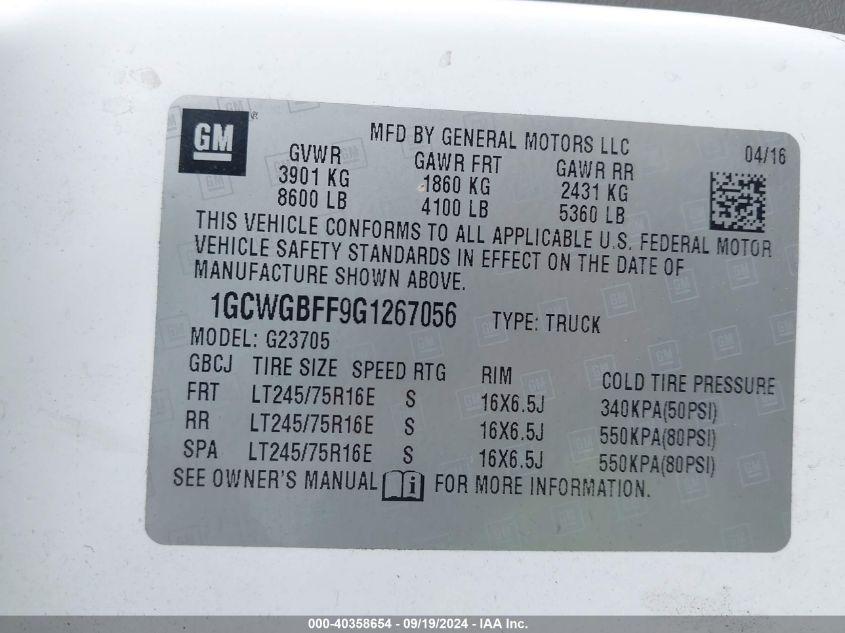 GM ®
MFD BY GENERAL MOTORS LLC
04/16
GVWR GAWR FRT GAWR RR
3901 KG 1860 KG 2431 KG
8600 LB 4100 LB 5360 LB
THIS VEHICLE CONFORMS TO ALL APPLICABLE U.S. FEDERAL MOTOR
VEHICLE SAFETY STANDARDS IN EFFECT ON THE DATE OF
MANUFACTURE SHOWN ABOVE.
1GCWGBFF9G1267056 TYPE: TRUCK
MODEL: G23705
GBCJ TIRE SIZE SPEED RTG RIM COLD TIRE PRESSURE
FRT LT245/75R16E S 16X6.5J 340KPA(50PSI)
RR LT245/75R16E S 16X6.5J 550KPA(80PSI)
SPA LT245/75R16E S 16X6.5J 550KPA(80PSI)
SEE OWNER'S MANUAL i FOR MORE INFORMATION.
000-40358654 - 09/19/2024 - IAAI.com